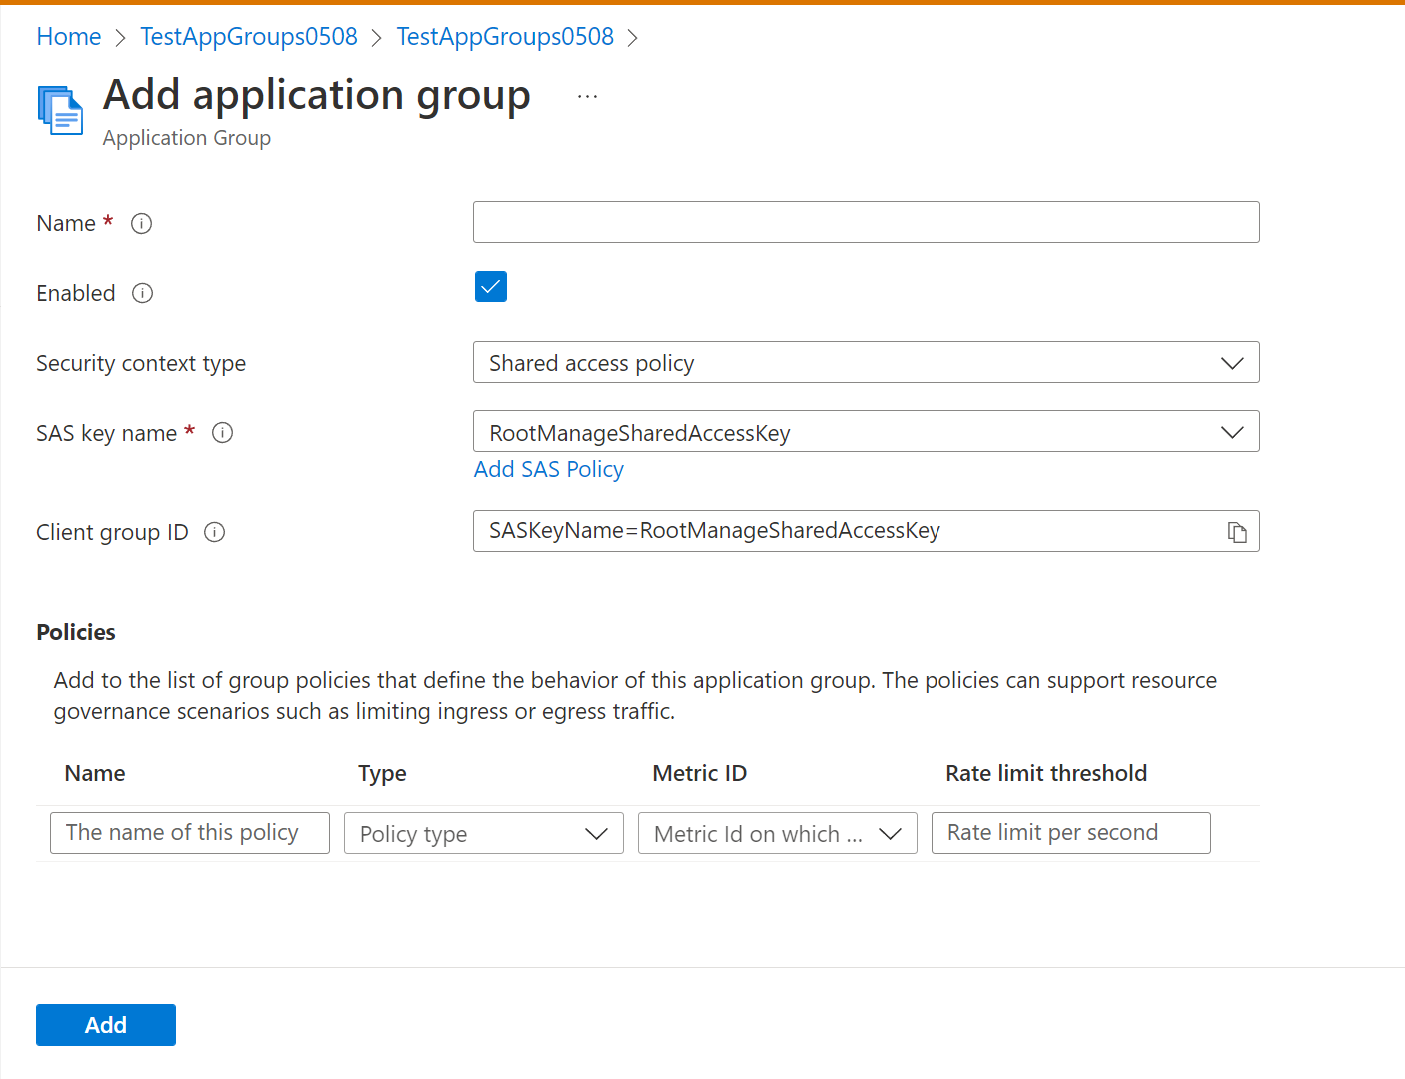 Home > TestAppGroups0508 > TestAppGroups0508 >
Add application group ...
Application Group
Name *
Enabled
Security context type Shared access policy
SAS key name * RootManageSharedAccessKey
Add SAS Policy
Client group ID SASKeyName=RootManageSharedAccessKey
Policies
Add to the list of group policies that define the behavior of this application group. The policies can support resource
governance scenarios such as limiting ingress or egress traffic.
Name Type Metric ID Rate limit threshold
The name of this policy Policy type Metric Id on which ... Rate limit per second
Add